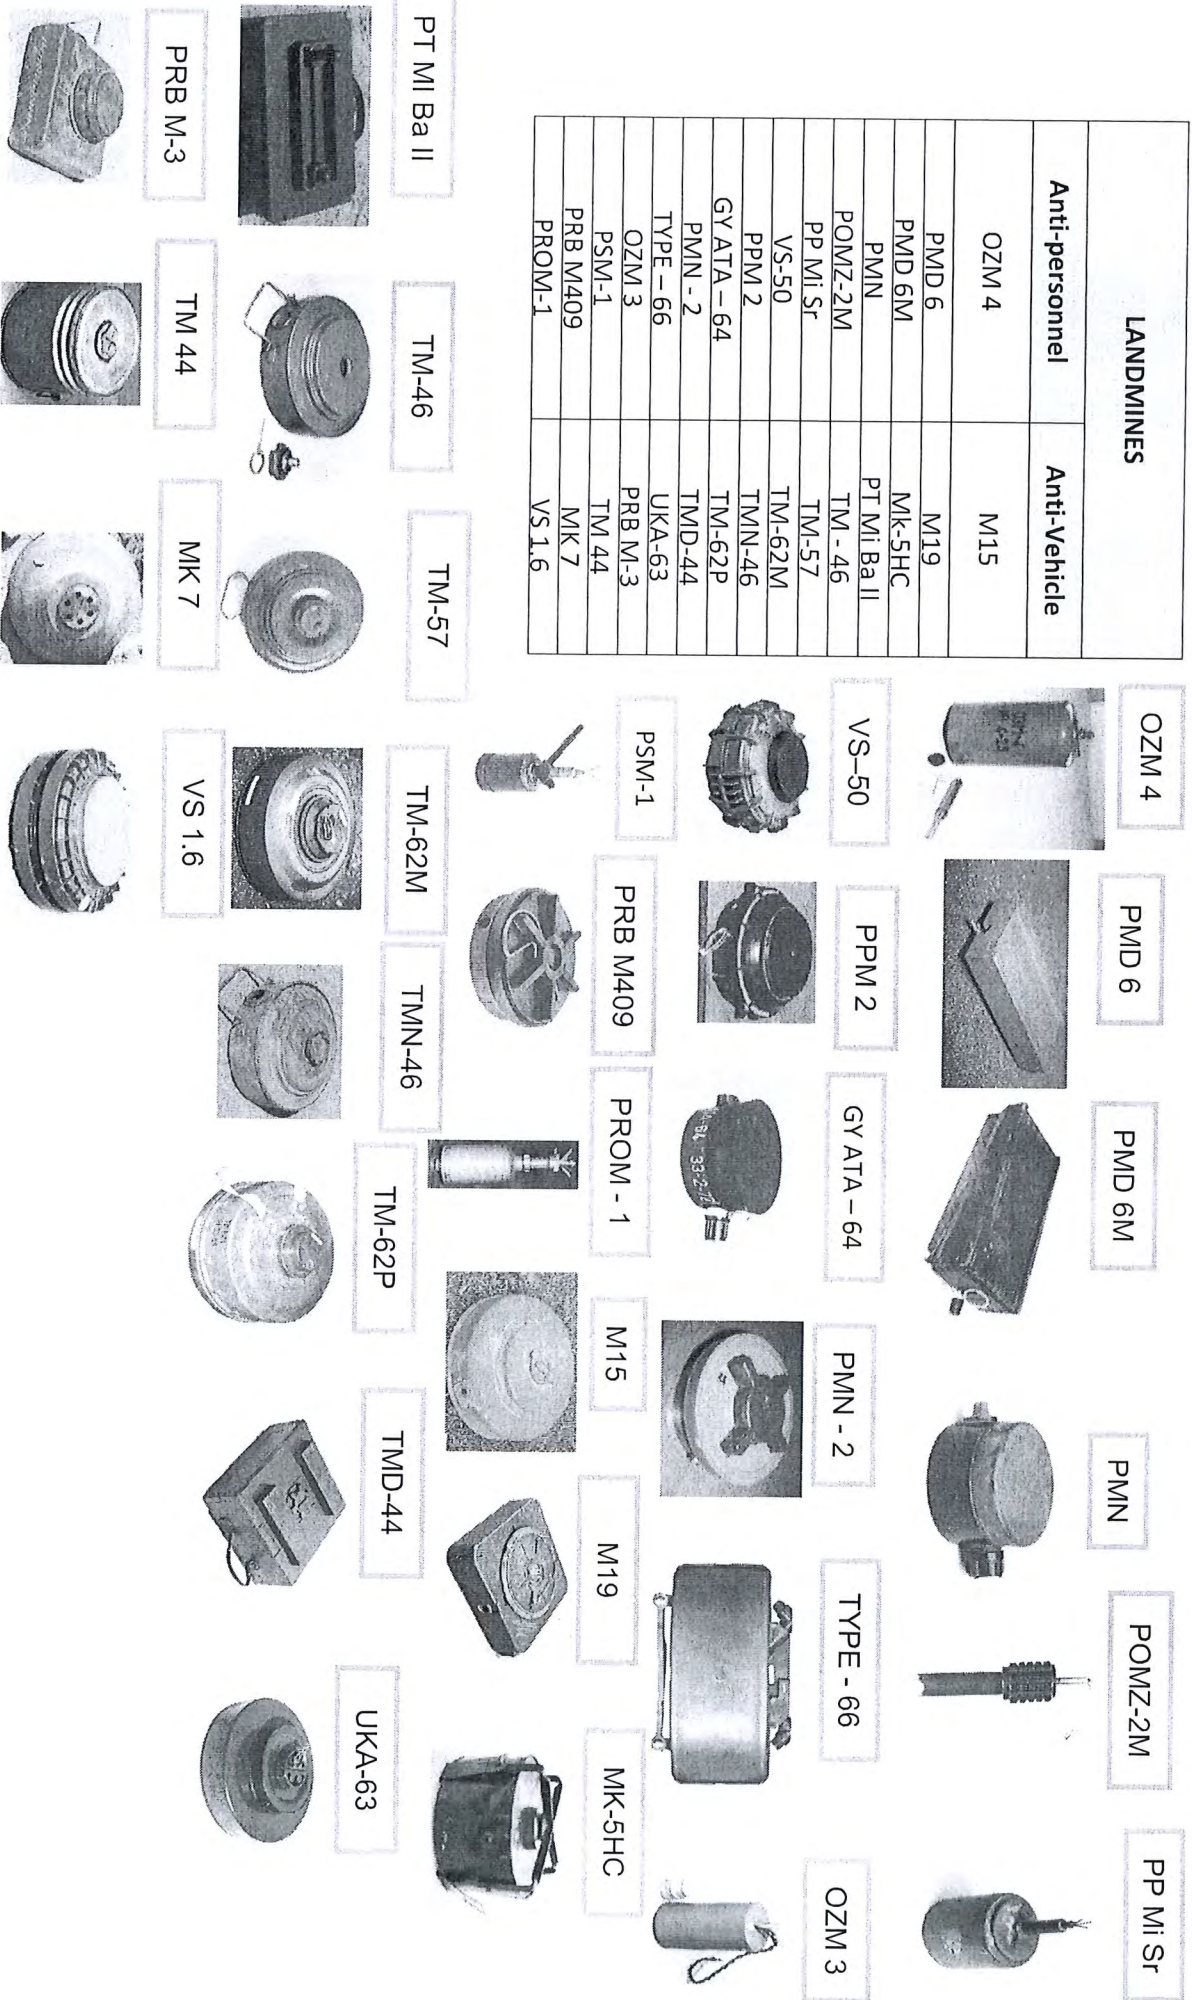 LANDMINES
Anti-personnel Anti-Vehicle
OZM 4 M15
PMD 6 M19
PMD 6M Mk-5HC
PMN PT Mi Ba II
POMZ-2M TM - 46
PP Mi Sr TM-57
VS-50 TM-62M
PPM 2 TMN-46
GY ATA – 64 TM-62P
PMN - 2 TMD-44
TYPE – 66 UKA-63
OZM 3 PRB M-3
PSM-1 TM 44
PRB M409 MK 7
PROM-1 VS 1.6
OZM 4
PMD 6
PMD 6M
PMN
POMZ-2M
PP Mi Sr
VS–50
PPM 2
GY ATA – 64
PMN - 2
TYPE - 66
OZM 3
PSM-1
PRB M409
PROM - 1
M15
M19
MK-5HC
PT MI Ba II
TM-46
TM-57
TM-62M
TMN-46
TM-62P
TMD-44
UKA-63
PRB M-3
TM 44
MK 7
VS 1.6